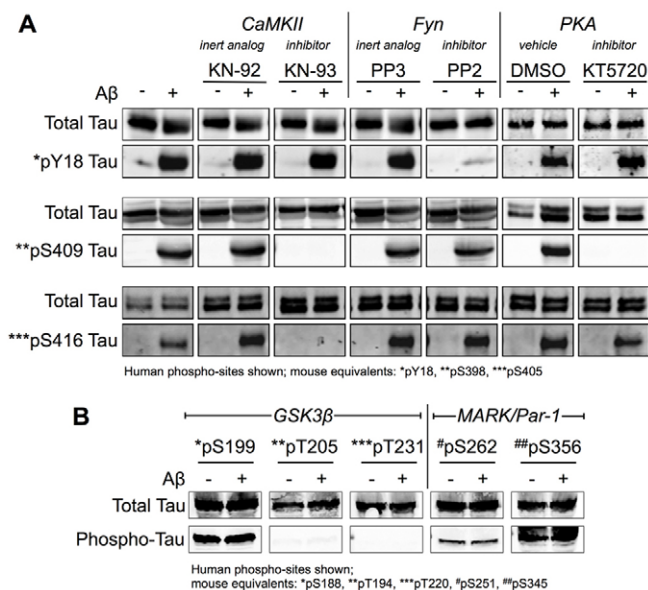 A
CaMKII Fyn PKA
inert analog inhibitor inert analog inhibitor vehicle inhibitor
KN-92 KN-93 PP3 PP2 DMSO KT5720
Aβ - + - + - + - + - + - + - +
Total Tau
*pY18 Tau
Total Tau
**pS409 Tau
Total Tau
***pS416 Tau
Human phospho-sites shown; mouse equivalents: *pY18, **pS398, ***pS405
B
GSK3β MARK/Par-1
*pS199 **pT205 ***pT231 #pS262 ##pS356
Aβ - + - + - + - + - +
Total Tau
Phospho-Tau
Human phospho-sites shown;
mouse equivalents: *pS188, **pT194, ***pT220, #pS251, ##pS345